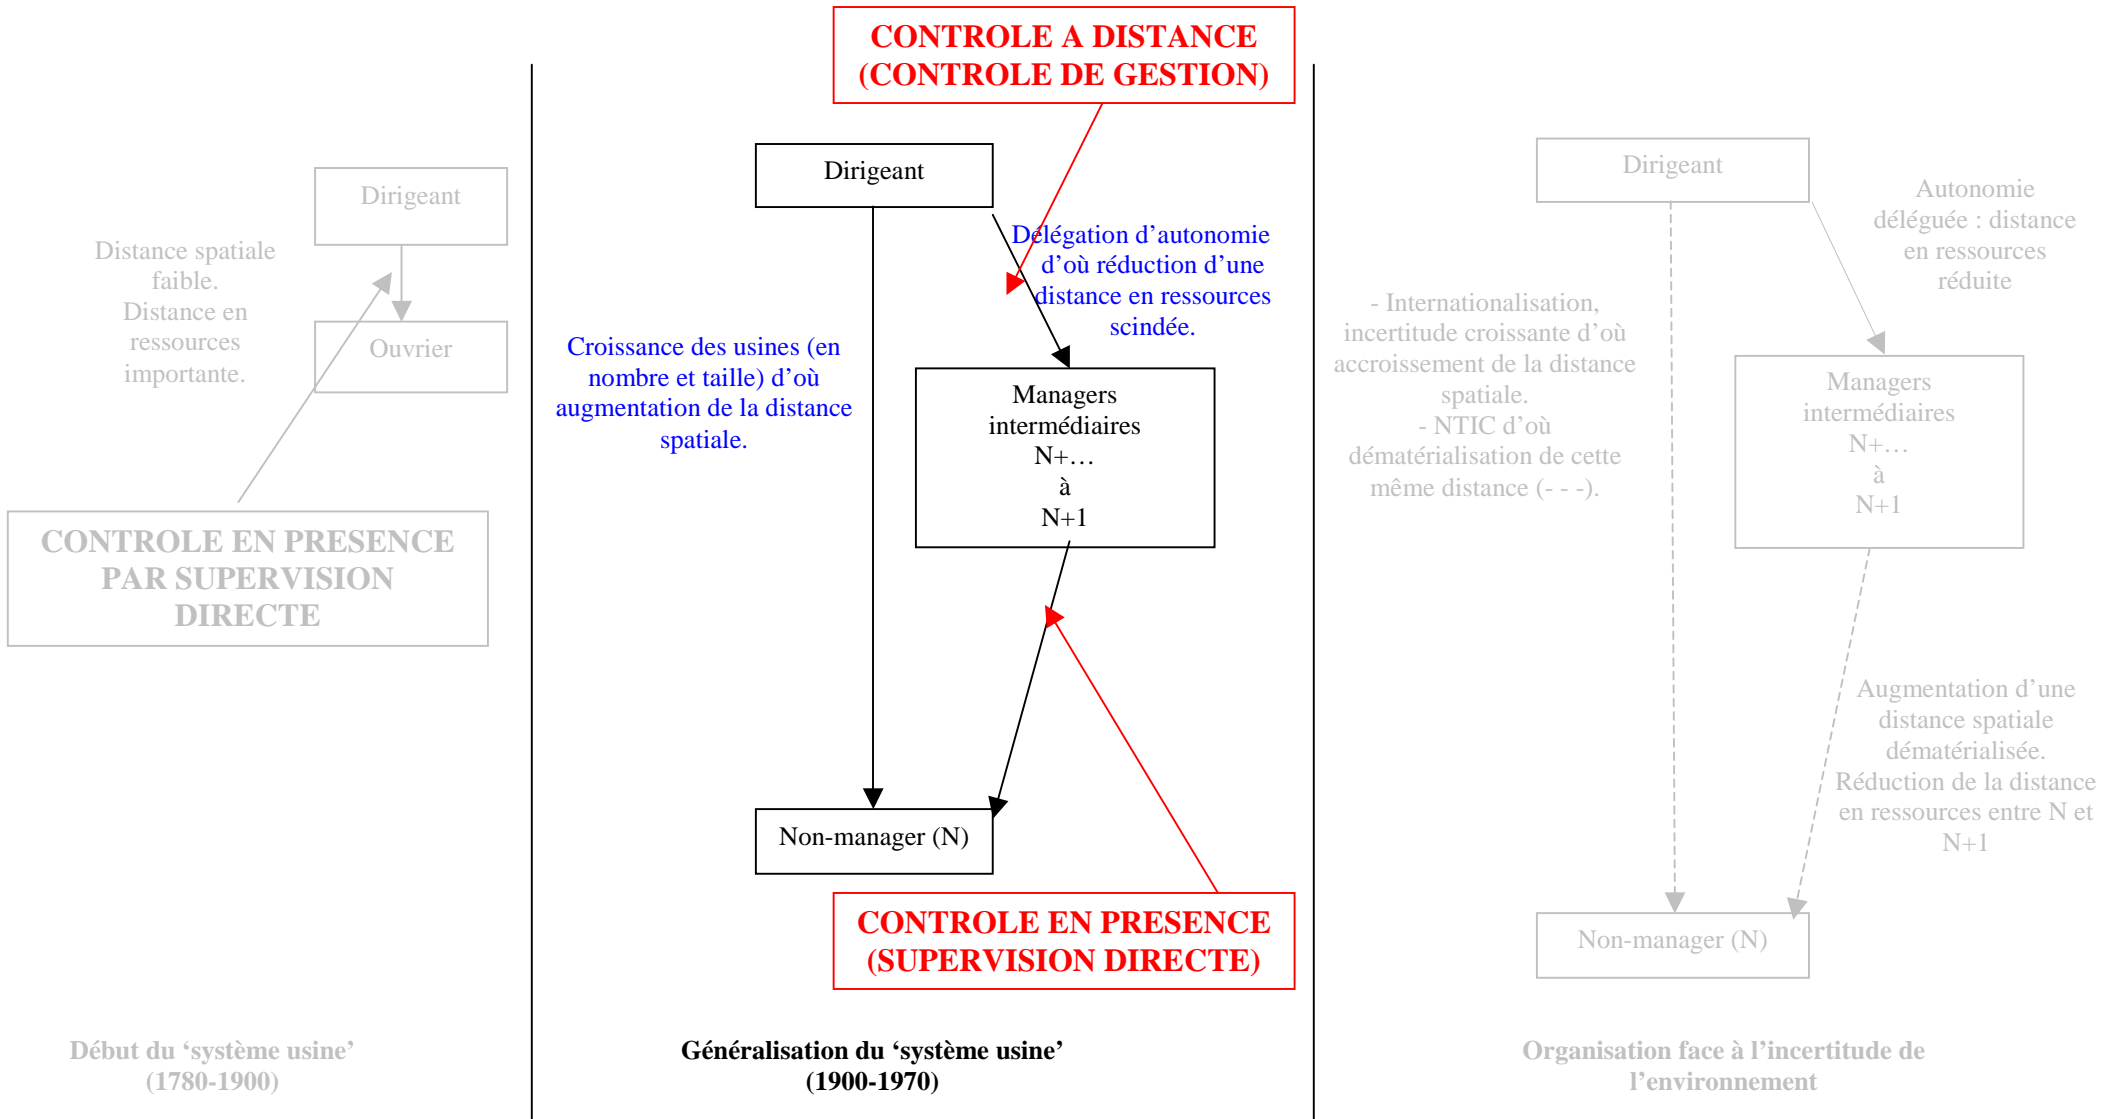 Dirigeant
Distance spatiale
faible.
Distance en
ressources
importante.
Ouvrier
CONTROLE EN PRESENCE
PAR SUPERVISION
DIRECTE
Début du ‘système usine’
(1780-1900)
CONTROLE A DISTANCE
(CONTROLE DE GESTION)
Dirigeant
Délégation d’autonomie
d’où réduction d’une
distance en ressources
scindée.
Croissance des usines (en
nombre et taille) d’où
augmentation de la distance
spatiale.
Managers
intermédiaires
N+…
à
N+1
Non-manager (N)
CONTROLE EN PRESENCE
(SUPERVISION DIRECTE)
Généralisation du ‘système usine’
(1900-1970)
Dirigeant
Autonomie
déléguée : distance
en ressources
réduite
- Internationalisation,
incertitude croissante d’où
accroissement de la distance
spatiale.
- NTIC d’où
dématérialisation de cette
même distance (- - -).
Managers
intermédiaires
N+…
à
N+1
Augmentation d’une
distance spatiale
dématérialisée.
Réduction de la distance
en ressources entre N et
N+1
Non-manager (N)
Organisation face à l’incertitude de
l’environnement